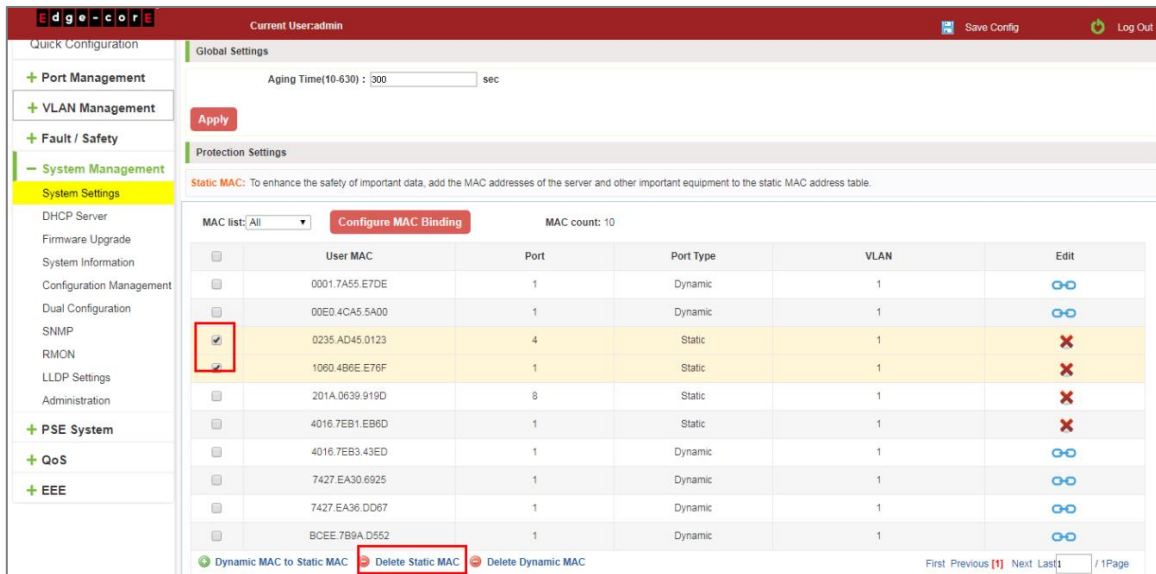 Edge-corE
Current User:admin
Save Config
Log Out
Quick Configuration
+ Port Management
+ VLAN Management
+ Fault / Safety
− System Management
System Settings
DHCP Server
Firmware Upgrade
System Information
Configuration Management
Dual Configuration
SNMP
RMON
LLDP Settings
Administration
+ PSE System
+ QoS
+ EEE
Global Settings
Aging Time(10-630) : 300 sec
Apply
Protection Settings
Static MAC: To enhance the safety of important data, add the MAC addresses of the server and other important equipment to the static MAC address table.
MAC list: All Configure MAC Binding MAC count: 10
User MAC Port Port Type VLAN Edit
0001.7A55.E7DE 1 Dynamic 1
00E0.4CA5.5A00 1 Dynamic 1
0235.AD45.0123 4 Static 1
1060.4B6E.E76F 1 Static 1
201A.0639.919D 8 Static 1
4016.7EB1.EB6D 1 Static 1
4016.7EB3.43ED 1 Dynamic 1
7427.EA30.6925 1 Dynamic 1
7427.EA36.DD67 1 Dynamic 1
BCEE.7B9A.D552 1 Dynamic 1
Dynamic MAC to Static MAC Delete Static MAC Delete Dynamic MAC First Previous [1] Next Last 1 / 1Page